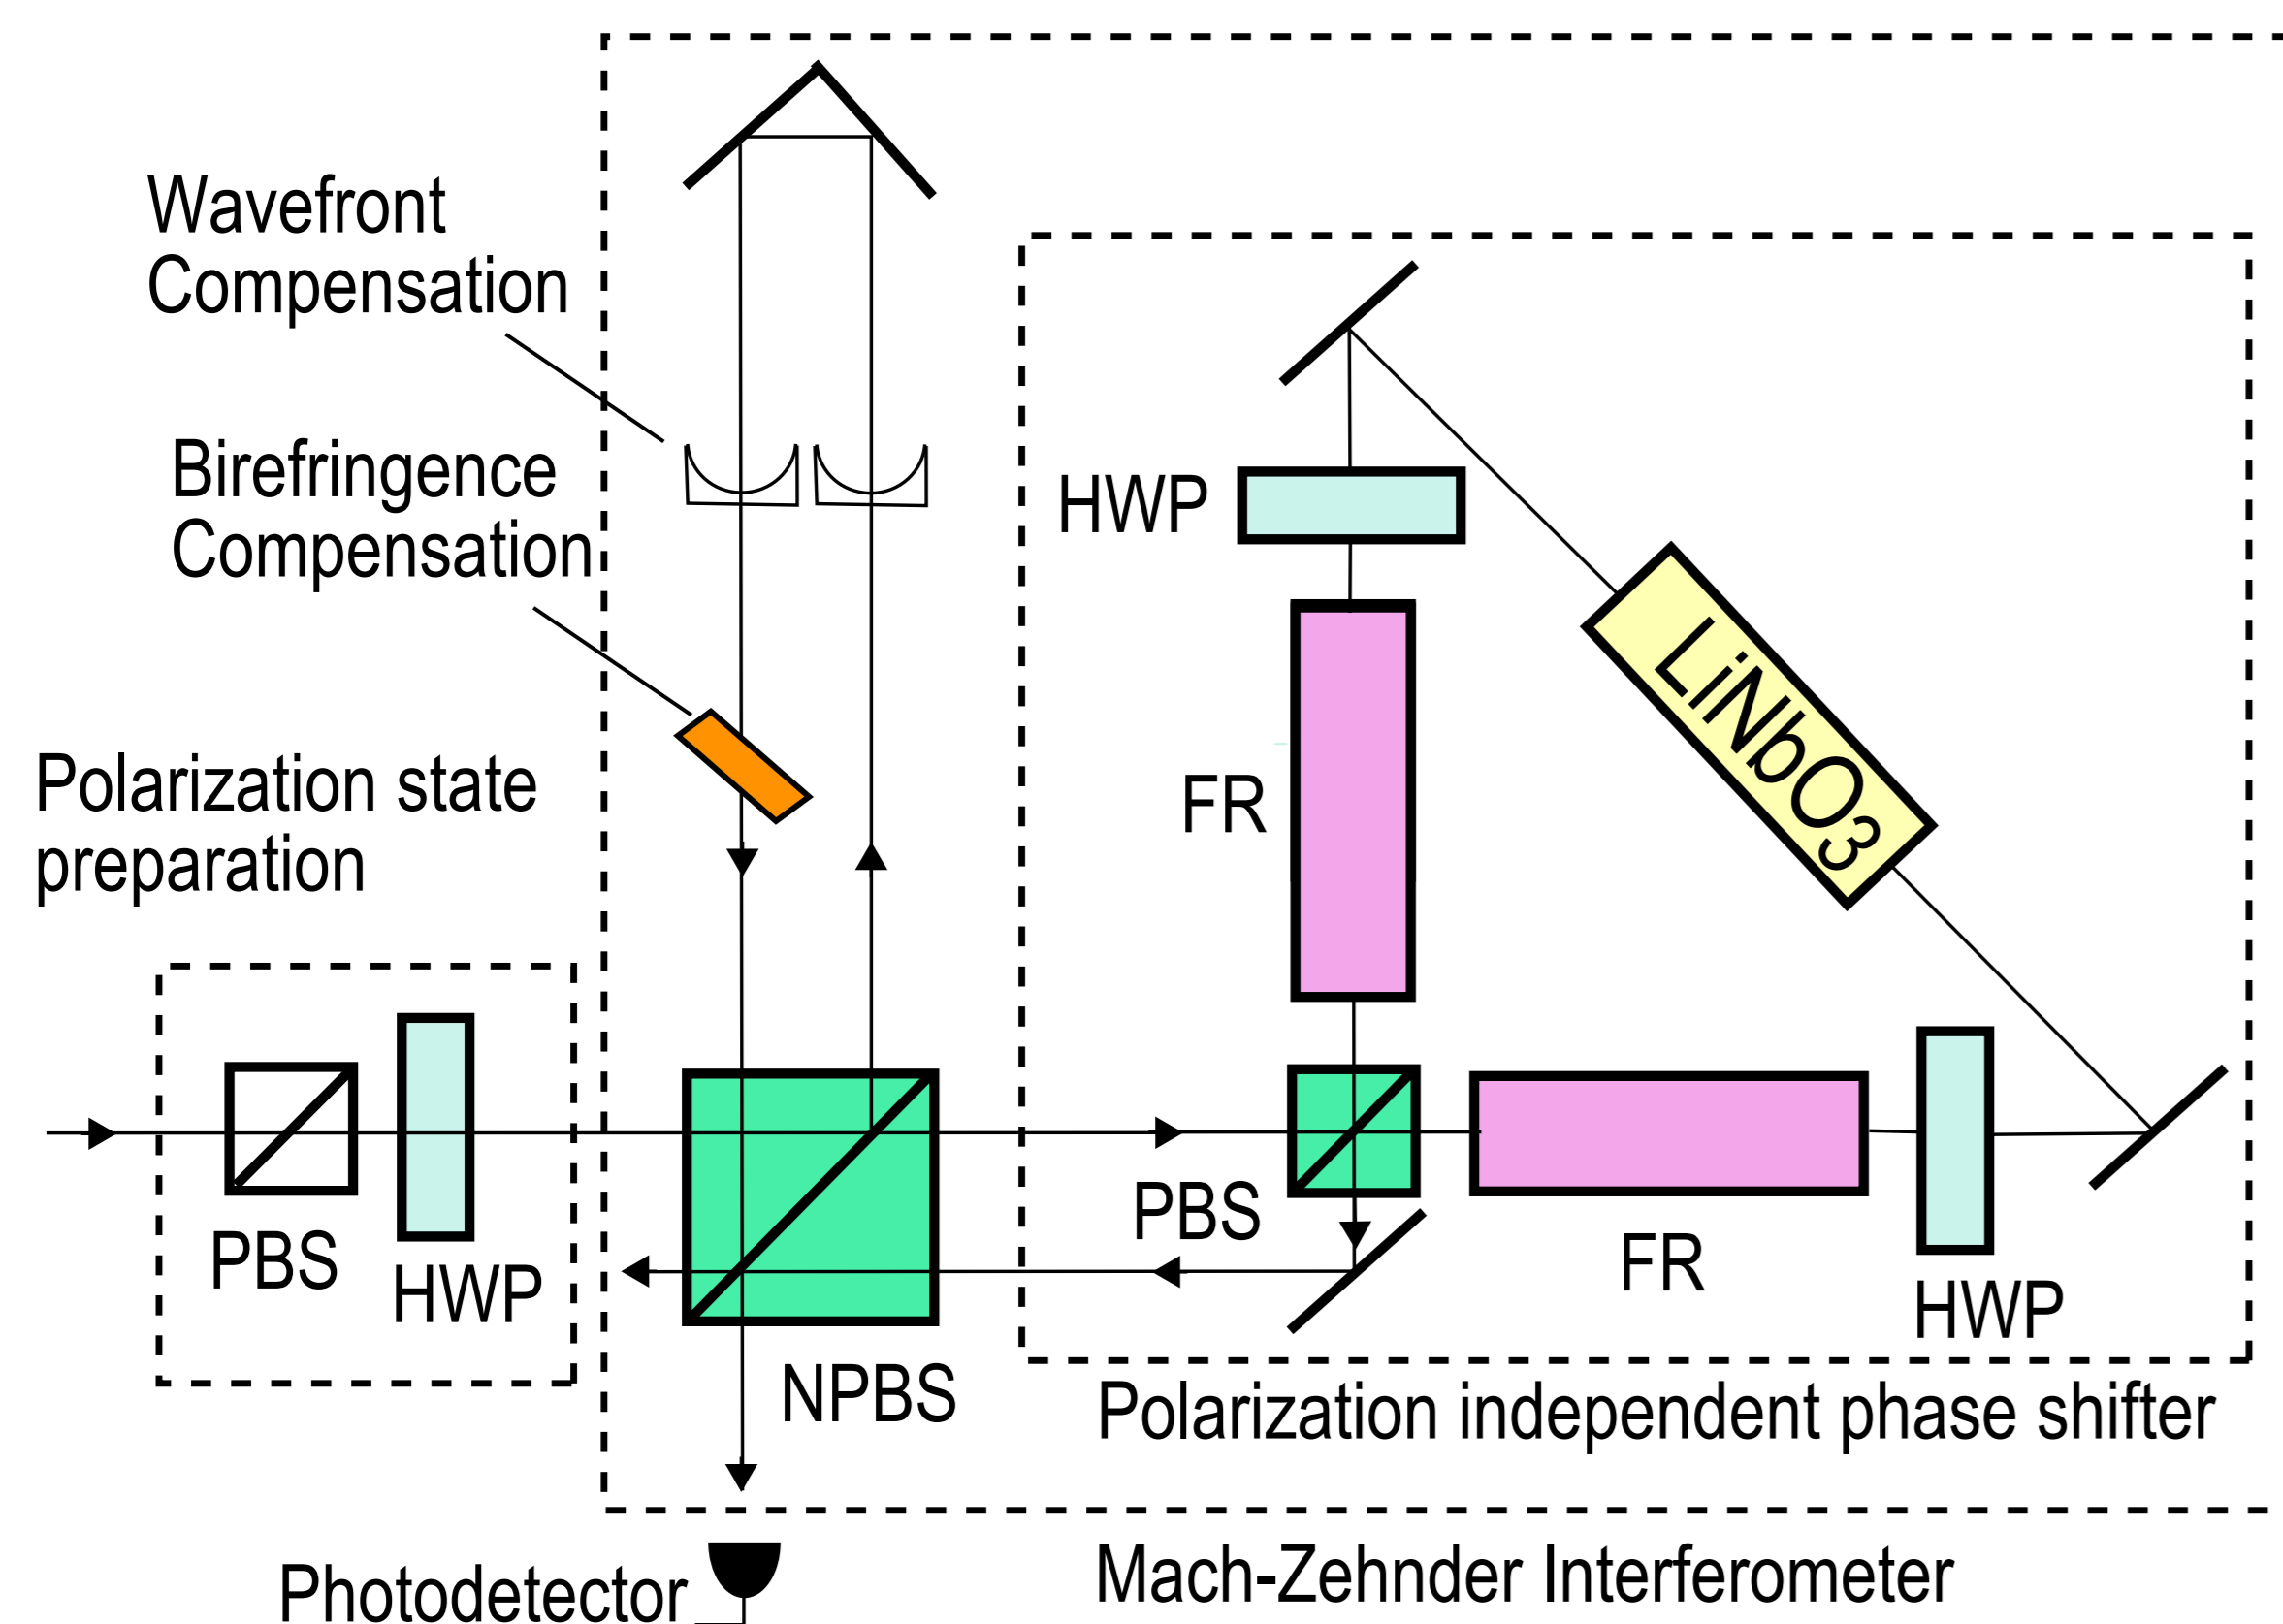 Wavefront
Compensation
Birefringence
Compensation
HWP
LiNbO3
Polarization state
preparation
FR
PBS
HWP
PBS
FR
HWP
NPBS
Polarization independent phase shifter
Mach-Zehnder Interferometer
Photodetector